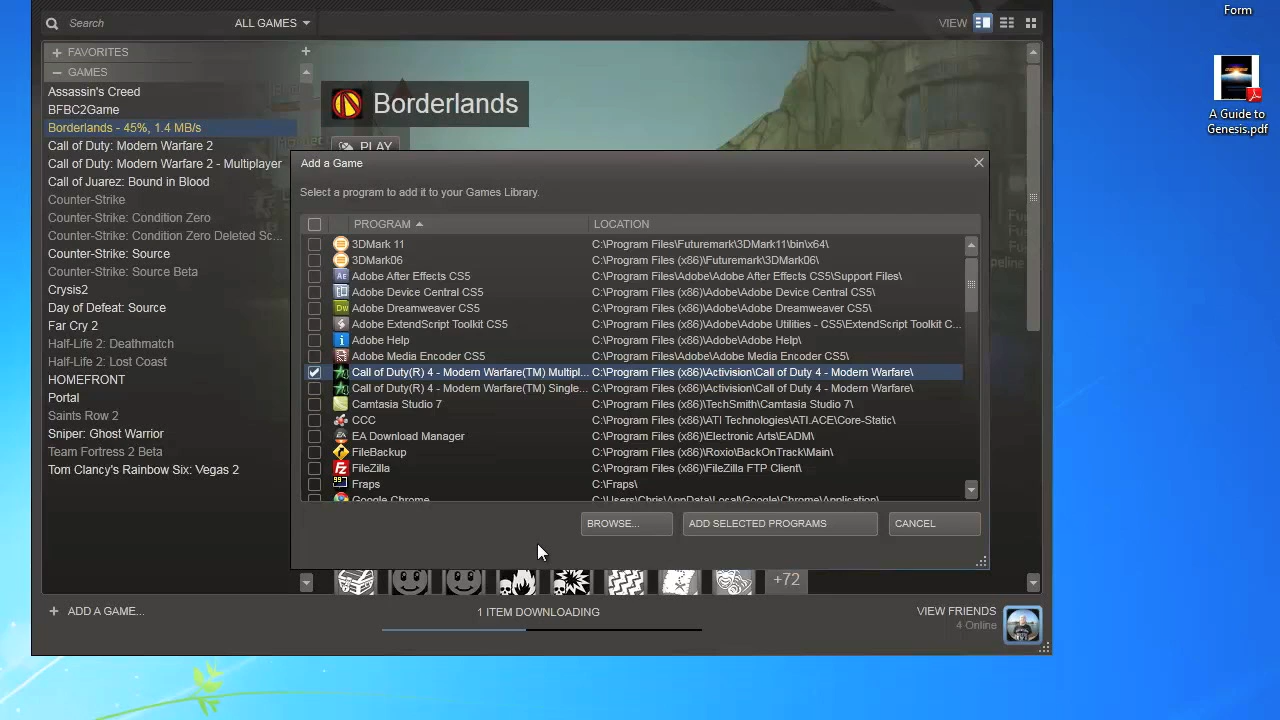 Form
Search
ALL GAMES
VIEW
FAVORITES
GAMES
Assassin's Creed
BFBC2Game
Borderlands - 45%, 1.4 MB/s
Call of Duty: Modern Warfare 2
Call of Duty: Modern Warfare 2 - Multiplayer
Call of Juarez: Bound in Blood
Counter-Strike
Counter-Strike: Condition Zero
Counter-Strike: Condition Zero Deleted Sc...
Counter-Strike: Source
Counter-Strike: Source Beta
Crysis2
Day of Defeat: Source
Far Cry 2
Half-Life 2: Deathmatch
Half-Life 2: Lost Coast
HOMEFRONT
Portal
Saints Row 2
Sniper: Ghost Warrior
Team Fortress 2 Beta
Tom Clancy's Rainbow Six: Vegas 2
Borderlands
PLAY
Add a Game
Select a program to add it to your Games Library.
PROGRAM LOCATION
3DMark 11 C:\Program Files\Futuremark\3DMark11\bin\x64\
3DMark06 C:\Program Files (x86)\Futuremark\3DMark06\
Adobe After Effects CS5 C:\Program Files\Adobe\Adobe After Effects CS5\Support Files\
Adobe Device Central CS5 C:\Program Files (x86)\Adobe\Adobe Device Central CS5\
Adobe Dreamweaver CS5 C:\Program Files (x86)\Adobe\Adobe Dreamweaver CS5\
Adobe ExtendScript Toolkit CS5 C:\Program Files (x86)\Adobe\Adobe Utilities - CS5\ExtendScript Toolkit C...
Adobe Help C:\Program Files (x86)\Adobe\Adobe Help\
Adobe Media Encoder CS5 C:\Program Files\Adobe\Adobe Media Encoder CS5\
Call of Duty(R) 4 - Modern Warfare(TM) Multipl... C:\Program Files (x86)\Activision\Call of Duty 4 - Modern Warfare\
Call of Duty(R) 4 - Modern Warfare(TM) Single... C:\Program Files (x86)\Activision\Call of Duty 4 - Modern Warfare\
Camtasia Studio 7 C:\Program Files (x86)\TechSmith\Camtasia Studio 7\
CCC C:\Program Files (x86)\ATI Technologies\ATI.ACE\Core-Static\
EA Download Manager C:\Program Files (x86)\Electronic Arts\EADM\
FileBackup C:\Program Files (x86)\Roxio\BackOnTrack\Main\
FileZilla C:\Program Files (x86)\FileZilla FTP Client\
Fraps C:\Fraps\
Google Chrome C:\Users\Chris\AppData\Local\Google\Chrome\Application\
BROWSE... ADD SELECTED PROGRAMS CANCEL
+72
ADD A GAME...
1 ITEM DOWNLOADING
VIEW FRIENDS
4 Online
A Guide to
Genesis.pdf